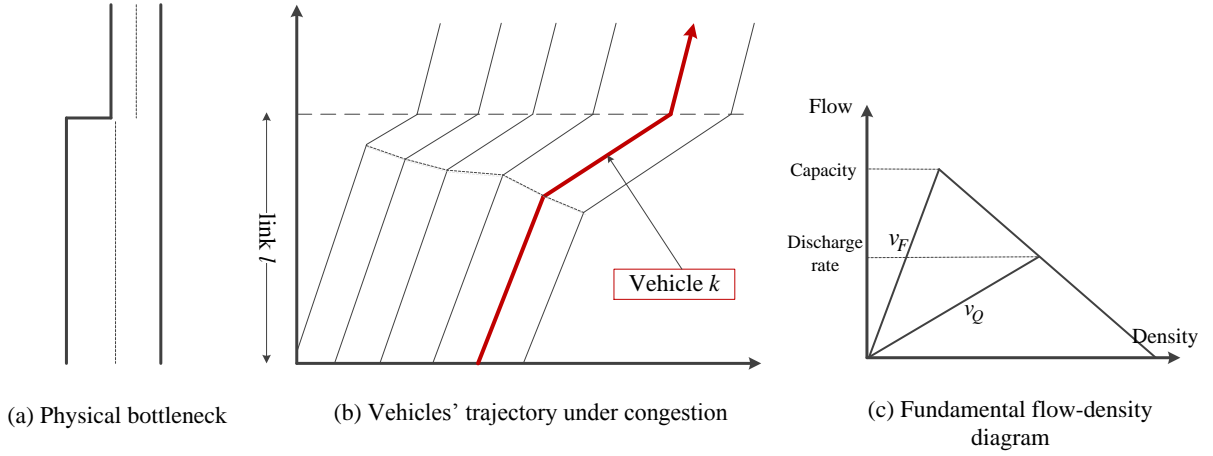 link l
Vehicle k
Flow
Capacity
Discharge
rate
v_F
v_Q
Density
(a) Physical bottleneck
(b) Vehicles’ trajectory under congestion
(c) Fundamental flow-density
diagram